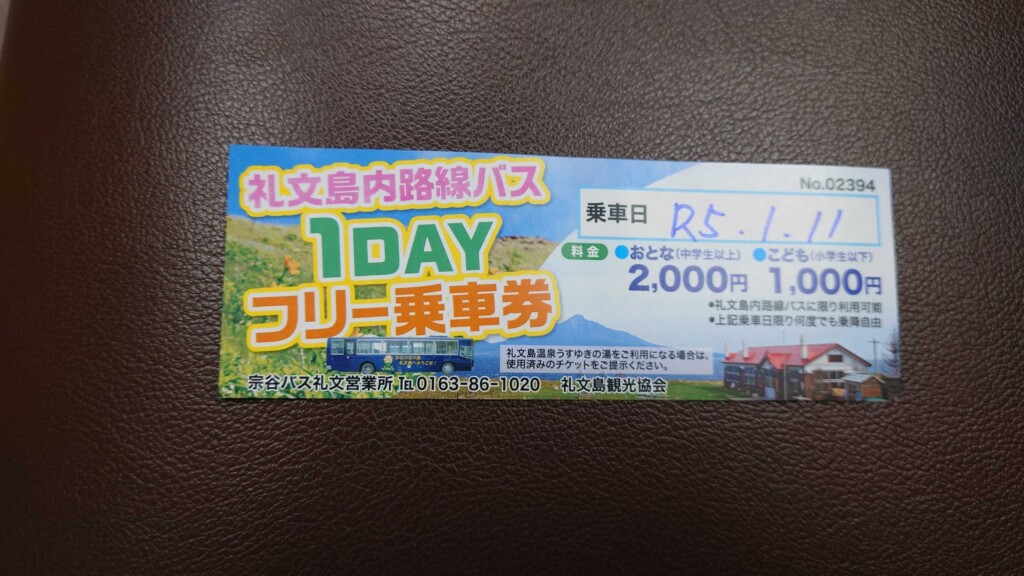 礼文島内路線バス
1DAY
フリー乗車券
宗谷バス礼文営業所 ℡0163-86-1020 礼文島観光協会
No.02394
乗車日 R5.1.11
料金 ●おとな(中学生以上) ●こども(小学生以下)
2,000円 1,000円
●礼文島内路線バスに限り利用可能
●上記乗車日限り何度でも乗降自由
礼文島温泉うすゆきの湯をご利用になる場合は、
使用済みのチケットをご提示ください。